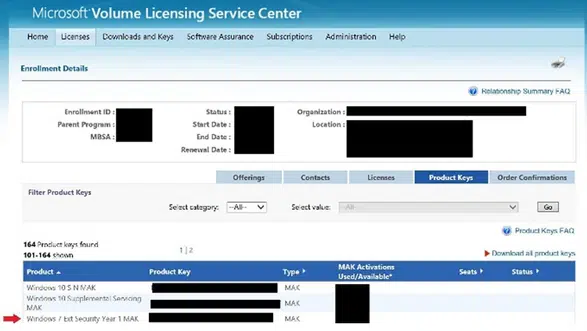 Microsoft Volume Licensing Service Center
Home Licenses Downloads and Keys Software Assurance Subscriptions Administration Help
Enrollment Details
Relationship Summary FAQ
Enrollment ID : Status : Organization :
Parent Program : Start Date : Location :
MBSA : End Date :
Renewal Date :
Offerings Contacts Licenses Product Keys Order Confirmations
Filter Product Keys
Select category: --All-- Select value: --All-- Go
Product Keys FAQ
164 Product keys found
101-164 shown 1 | 2 Download all product keys
Product Product Key Type MAK Activations Used/Available* Seats Status
Windows 10 S N MAK MAK
Windows 10 Supplemental Servicing MAK MAK
Windows 7 Ext Security Year 1 MAK MAK